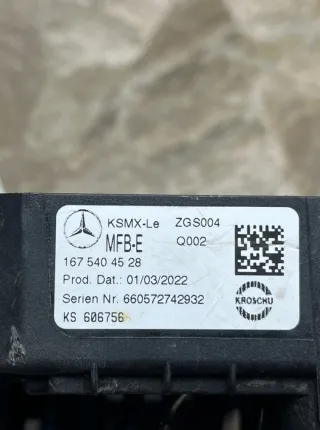 KSMX-Le ZGS004
MFB-E Q002
167 540 45 28
Prod. Dat.: 01/03/2022
Serien Nr. 660572742932
KS 606756
KROSCHU